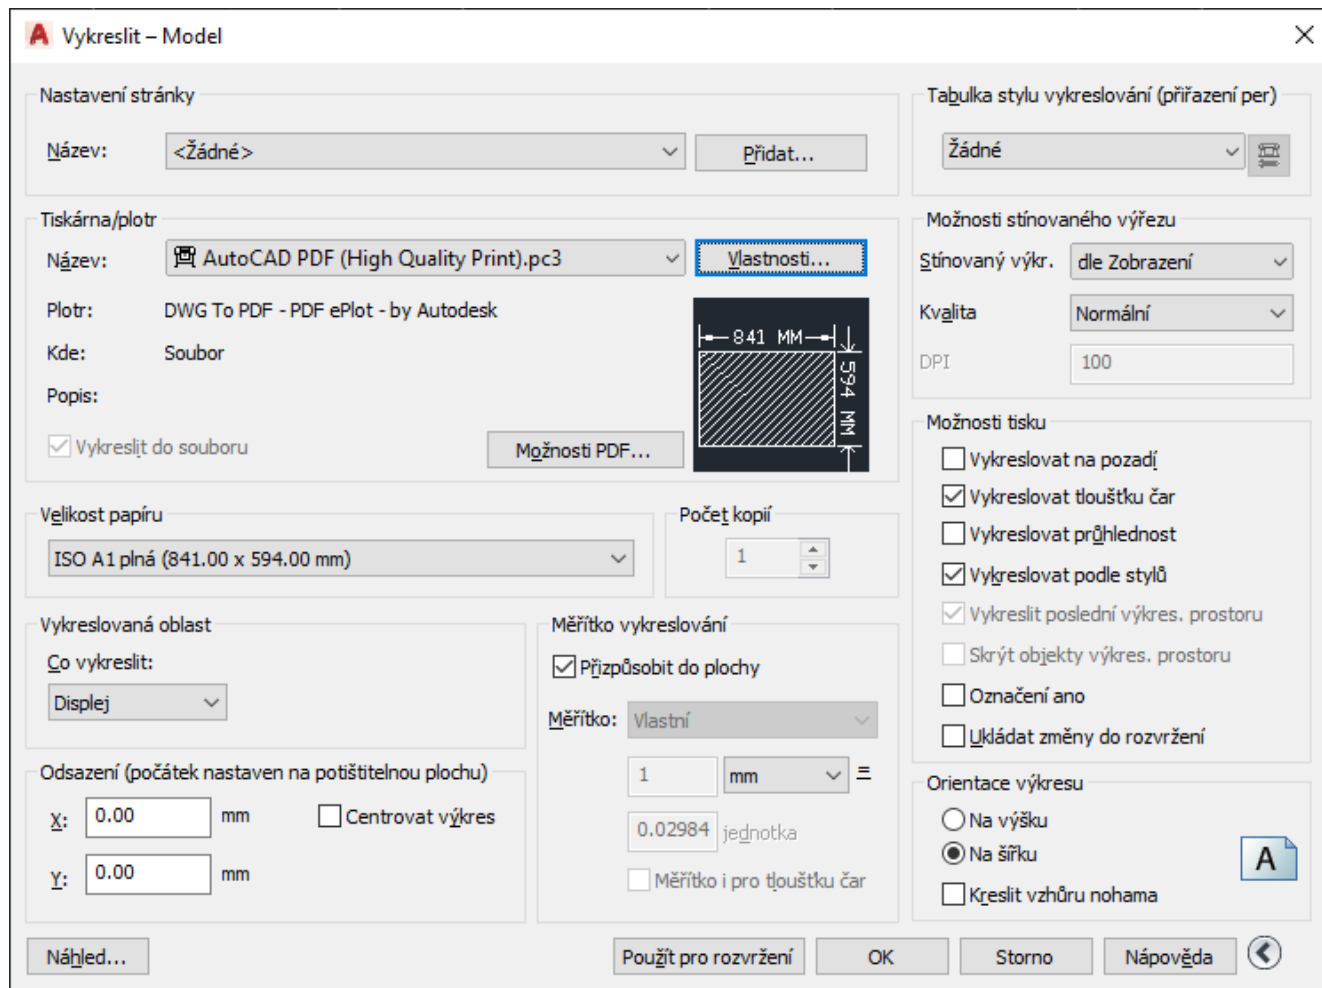 Vykreslit – Model
Nastavení stránky
Název:
<Žádné>
Přidat...
Tiskárna/plotr
Název:
AutoCAD PDF (High Quality Print).pc3
Vlastnosti...
Plotr:
DWG To PDF - PDF ePlot - by Autodesk
Kde:
Soubor
Popis:
Vykreslit do souboru
Možnosti PDF...
841 MM
594 MM
Velikost papíru
ISO A1 plná (841.00 x 594.00 mm)
Počet kopií
1
Vykreslovaná oblast
Co vykreslit:
Displej
Odsazení (počátek nastaven na potištitelnou plochu)
X:
0.00
mm
Centrovat výkres
Y:
0.00
mm
Měřítko vykreslování
Přizpůsobit do plochy
Měřítko:
Vlastní
1
mm
=
0.02984
jednotka
Měřítko i pro tloušťku čar
Tabulka stylu vykreslování (přiřazení per)
Žádné
Možnosti stínovaného výřezu
Stínovaný výkr.
dle Zobrazení
Kvalita
Normální
DPI
100
Možnosti tisku
Vykreslovat na pozadí
Vykreslovat tloušťku čar
Vykreslovat průhlednost
Vykreslovat podle stylů
Vykreslit poslední výkres. prostoru
Skrýt objekty výkres. prostoru
Označení ano
Ukládat změny do rozvržení
Orientace výkresu
Na výšku
Na šířku
Kreslit vzhůru nohama
A
Náhled...
Použít pro rozvržení
OK
Storno
Nápověda